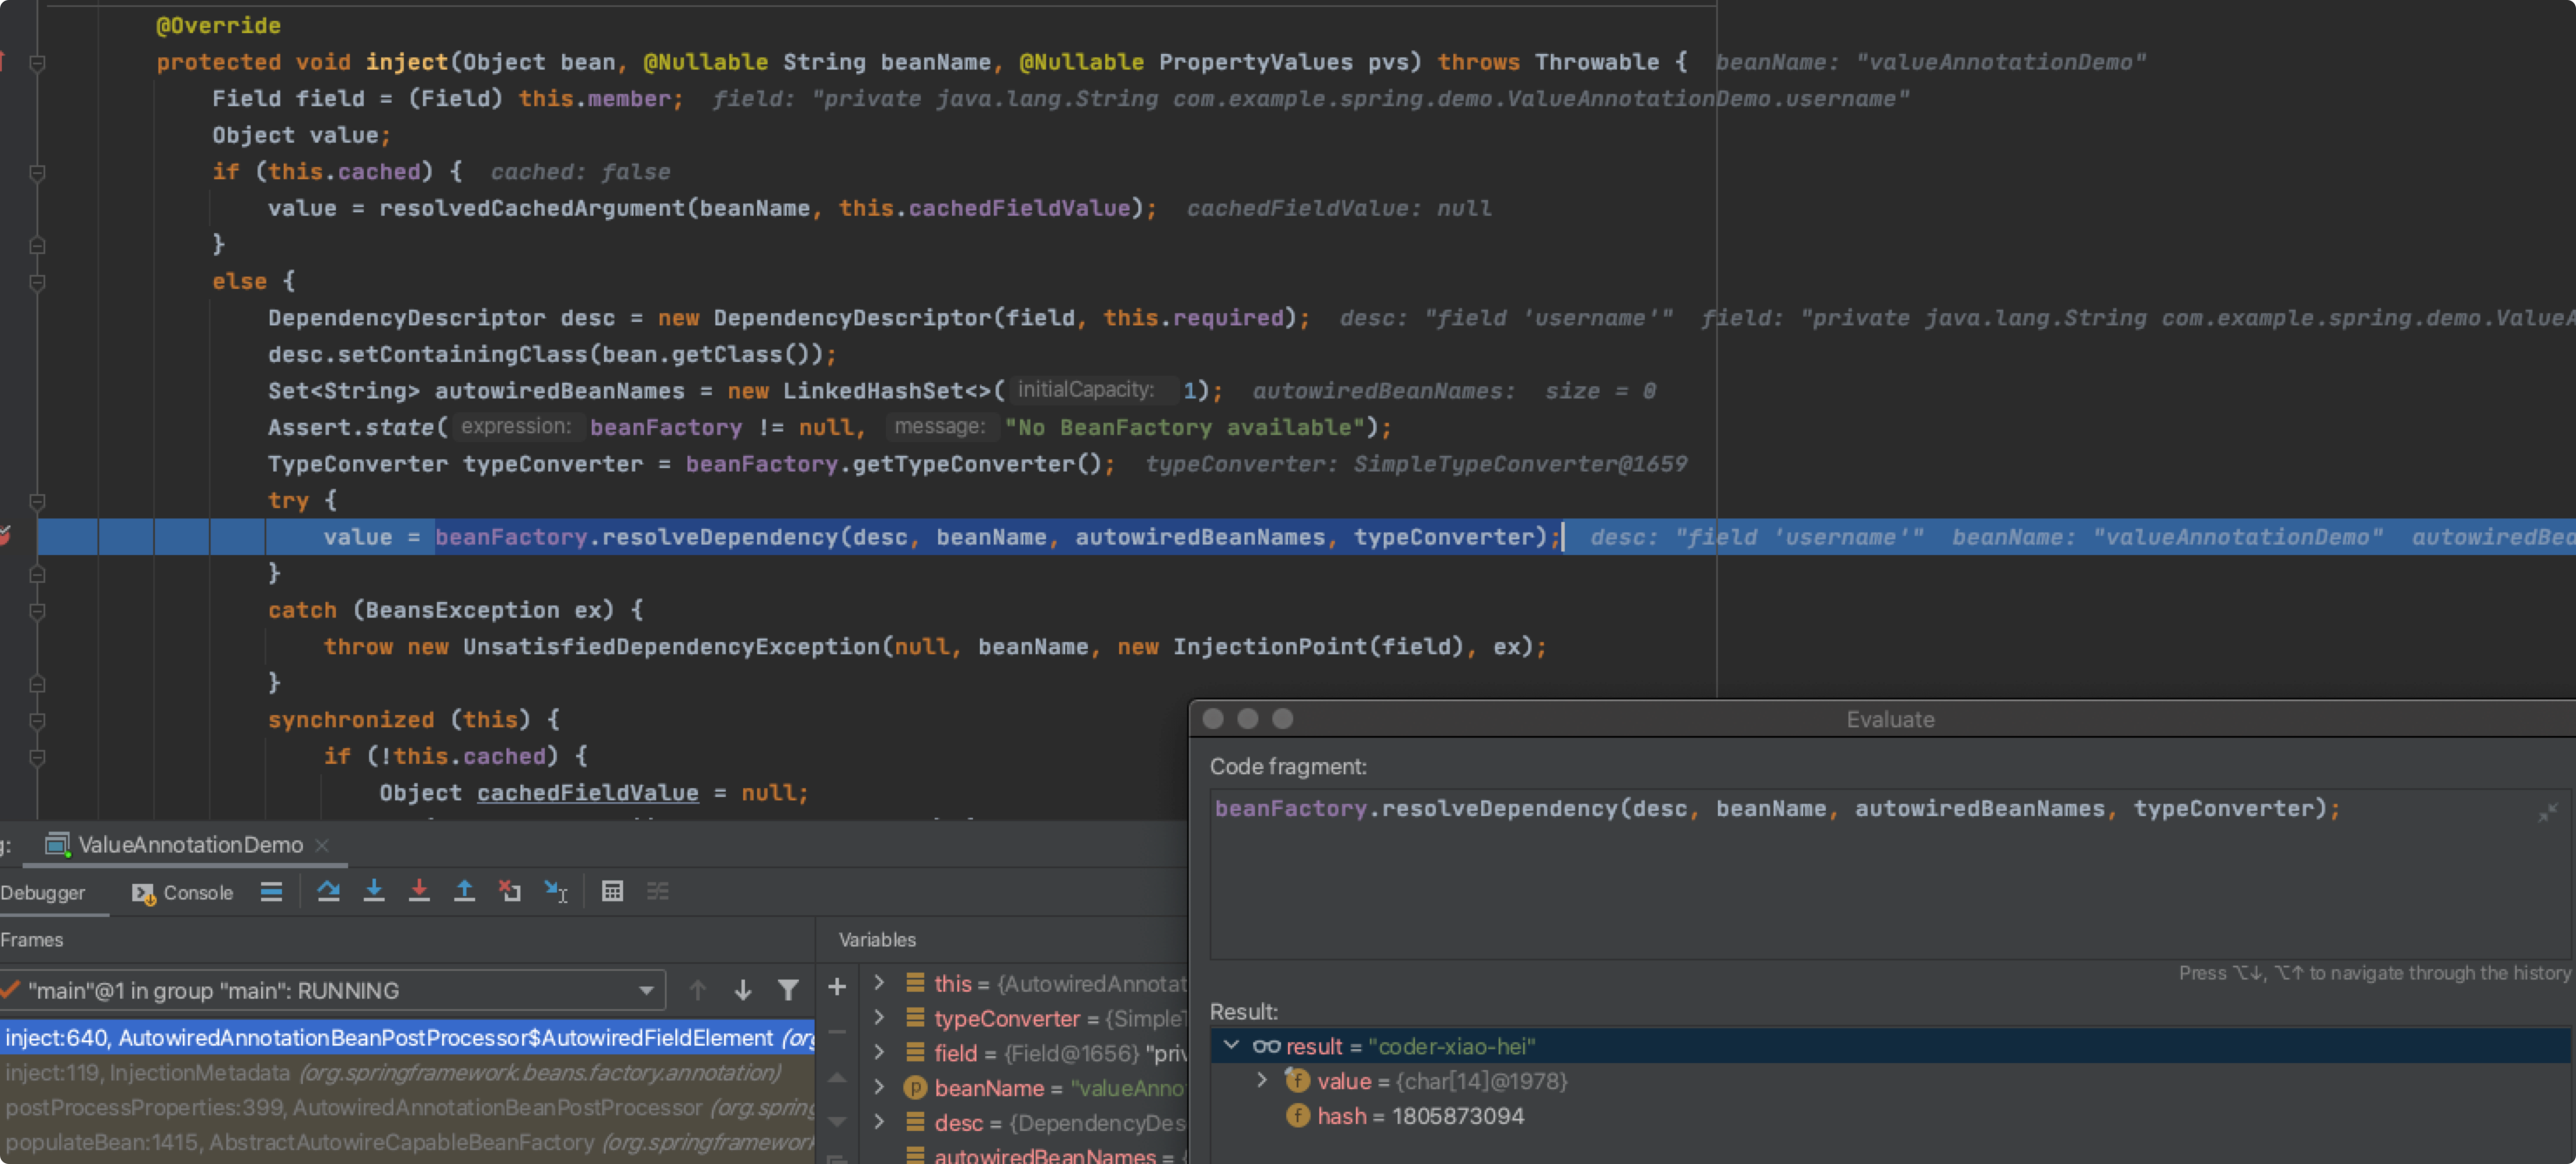 @Override
protected void inject(Object bean, @Nullable String beanName, @Nullable PropertyValues pvs) throws Throwable { beanName: "valueAnnotationDemo"
Field field = (Field) this.member; field: "private java.lang.String com.example.spring.demo.ValueAnnotationDemo.username"
Object value;
if (this.cached) { cached: false
value = resolvedCachedArgument(beanName, this.cachedFieldValue); cachedFieldValue: null
}
else {
DependencyDescriptor desc = new DependencyDescriptor(field, this.required); desc: "field 'username'" field: "private java.lang.String com.example.spring.demo.ValueA
desc.setContainingClass(bean.getClass());
Set<String> autowiredBeanNames = new LinkedHashSet<>( initialCapacity: 1); autowiredBeanNames: size = 0
Assert.state( expression: beanFactory != null, message: "No BeanFactory available");
TypeConverter typeConverter = beanFactory.getTypeConverter(); typeConverter: SimpleTypeConverter@1659
try {
value = beanFactory.resolveDependency(desc, beanName, autowiredBeanNames, typeConverter); desc: "field 'username'" beanName: "valueAnnotationDemo" autowiredBea
}
catch (BeansException ex) {
throw new UnsatisfiedDependencyException(null, beanName, new InjectionPoint(field), ex);
}
synchronized (this) {
if (!this.cached) {
Object cachedFieldValue = null;
g: ValueAnnotationDemo
Debugger Console
Frames
"main"@1 in group "main": RUNNING
inject:640, AutowiredAnnotationBeanPostProcessor$AutowiredFieldElement (org
inject:119, InjectionMetadata (org.springframework.beans.factory.annotation)
postProcessProperties:399, AutowiredAnnotationBeanPostProcessor (org.spring
populateBean:1415, AbstractAutowireCapableBeanFactory (org.springframework
Variables
this = {AutowiredAnnotat
typeConverter = {SimpleT
field = {Field@1656} "priv
beanName = "valueAnno
desc = {DependencyDes
autowiredBeanNames = {
Evaluate
Code fragment:
beanFactory.resolveDependency(desc, beanName, autowiredBeanNames, typeConverter);
Press ⌥↓, ⌥↑ to navigate through the history
Result:
result = "coder-xiao-hei"
value = {char[14]@1978}
hash = 1805873094